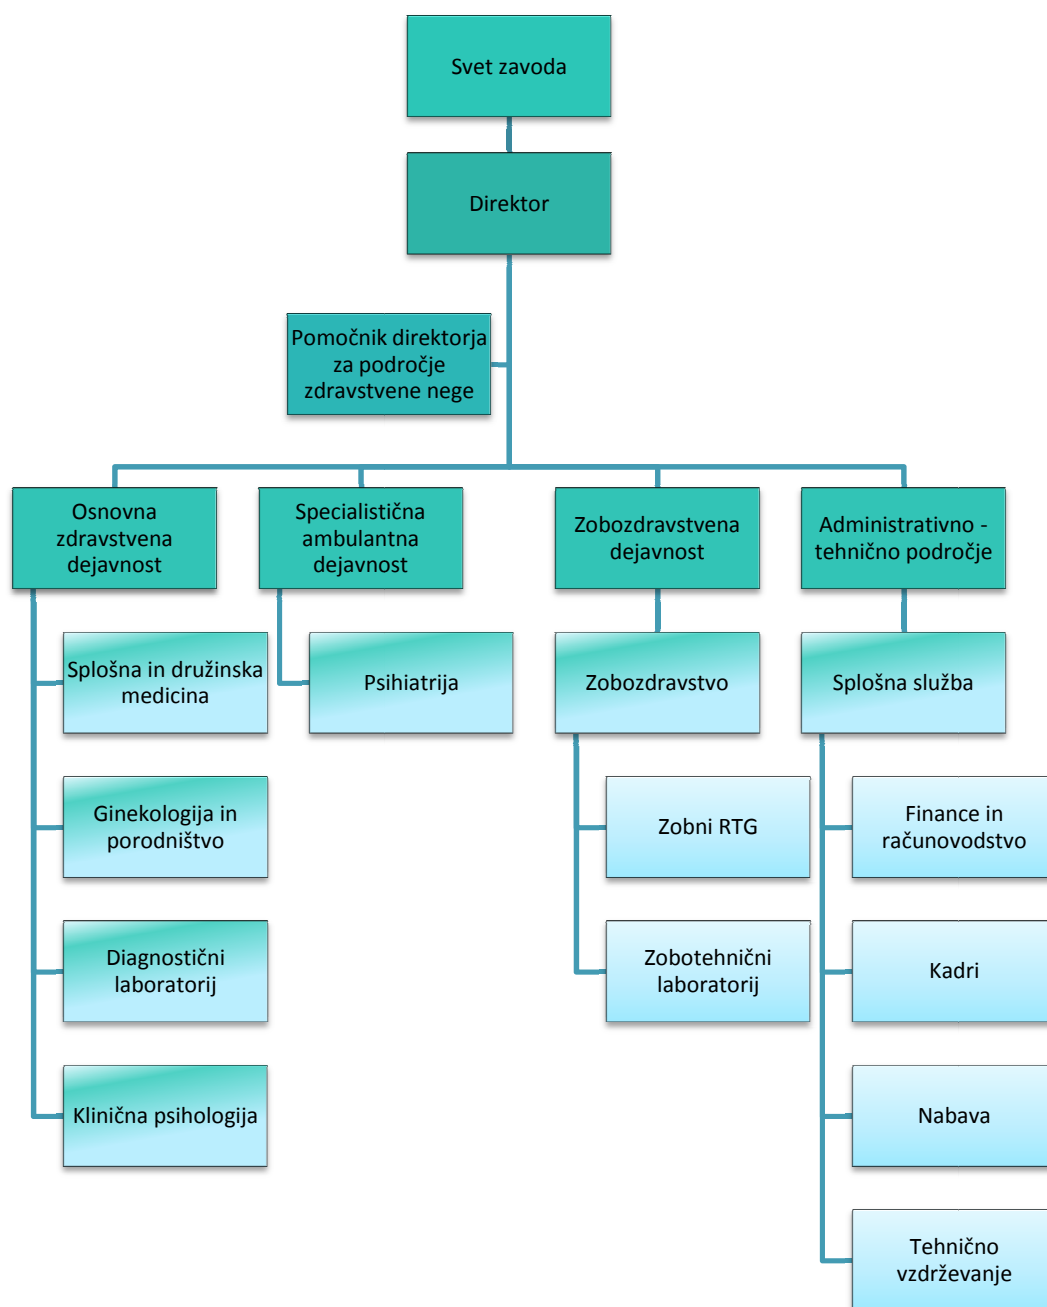 Svet zavoda
Direktor
Pomočnik direktorja
za področje
zdravstvene nege
Osnovna
zdravstvena
dejavnost
Specialistična
ambulantna
dejavnost
Zobozdravstvena
dejavnost
Administrativno -
tehnično področje
Splošna in družinska
medicina
Psihiatrija
Zobozdravstvo
Splošna služba
Ginekologija in
porodništvo
Zobni RTG
Finance in
računovodstvo
Diagnostični
laboratorij
Zobotehnični
laboratorij
Kadri
Klinična psihologija
Nabava
Tehnično
vzdrževanje